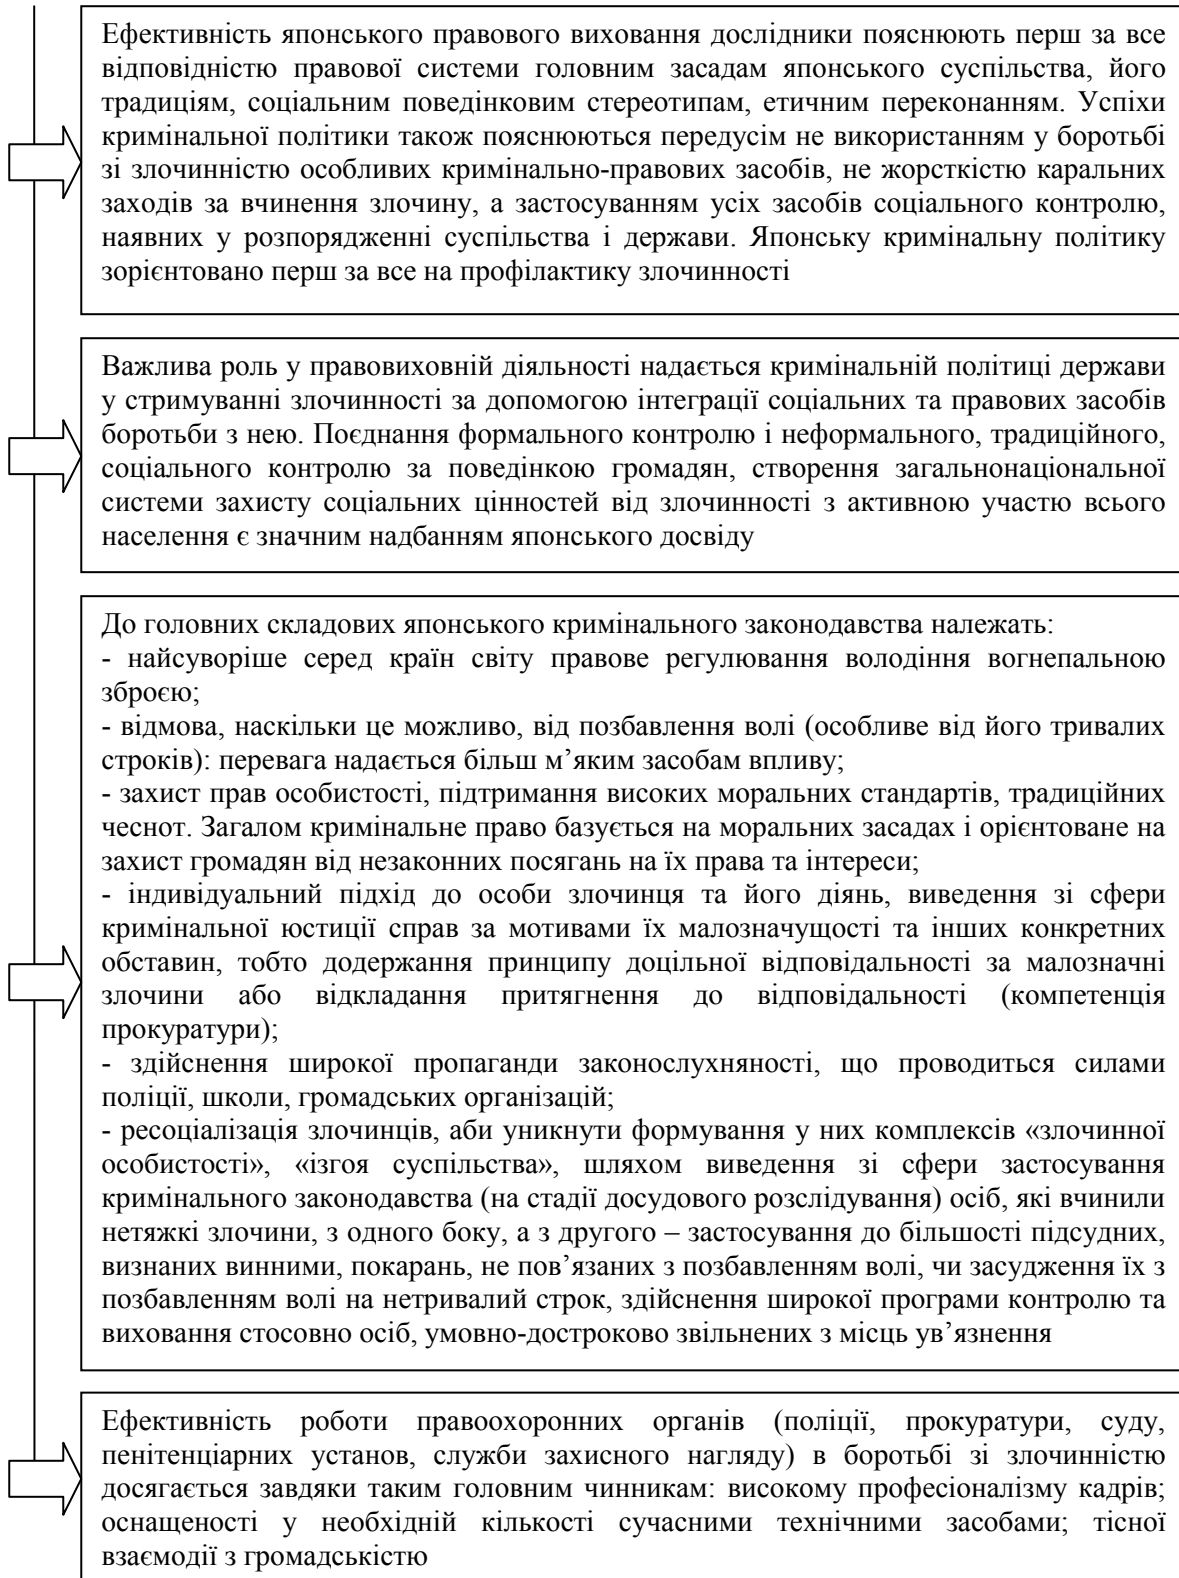 Ефективність японського правового виховання дослідники пояснюють перш за все
відповідністю правової системи головним засадам японського суспільства, його
традиціям, соціальним поведінковим стереотипам, етичним переконанням. Успіхи
кримінальної політики також пояснюються передусім не використанням у боротьбі
зі злочинністю особливих кримінально-правових засобів, не жорсткістю каральних
заходів за вчинення злочину, а застосуванням усіх засобів соціального контролю,
наявних у розпорядженні суспільства і держави. Японську кримінальну політику
зорієнтовано перш за все на профілактику злочинності
Важлива роль у правовиховній діяльності надається кримінальній політиці держави
у стримуванні злочинності за допомогою інтеграції соціальних та правових засобів
боротьби з нею. Поєднання формального контролю і неформального, традиційного,
соціального контролю за поведінкою громадян, створення загальнонаціональної
системи захисту соціальних цінностей від злочинності з активною участю всього
населення є значним надбанням японського досвіду
До головних складових японського кримінального законодавства належать:
- найсуворіше серед країн світу правове регулювання володіння вогнепальною
зброєю;
- відмова, наскільки це можливо, від позбавлення волі (особливе від його тривалих
строків): перевага надається більш м’яким засобам впливу;
- захист прав особистості, підтримання високих моральних стандартів, традиційних
чеснот. Загалом кримінальне право базується на моральних засадах і орієнтоване на
захист громадян від незаконних посягань на їх права та інтереси;
- індивідуальний підхід до особи злочинця та його діянь, виведення зі сфери
кримінальної юстиції справ за мотивами їх малозначущості та інших конкретних
обставин, тобто додержання принципу доцільної відповідальності за малозначні
злочини або відкладання притягнення до відповідальності (компетенція
прокуратури);
- здійснення широкої пропаганди законослухняності, що проводиться силами
поліції, школи, громадських організацій;
- ресоціалізація злочинців, аби уникнути формування у них комплексів «злочинної
особистості», «ізгоя суспільства», шляхом виведення зі сфери застосування
кримінального законодавства (на стадії досудового розслідування) осіб, які вчинили
нетяжкі злочини, з одного боку, а з другого – застосування до більшості підсудних,
визнаних винними, покарань, не пов’язаних з позбавленням волі, чи засудження їх з
позбавленням волі на нетривалий строк, здійснення широкої програми контролю та
виховання стосовно осіб, умовно-достроково звільнених з місць ув’язнення
Ефективність роботи правоохоронних органів (поліції, прокуратури, суду,
пенітенціарних установ, служби захисного нагляду) в боротьбі зі злочинністю
досягається завдяки таким головним чинникам: високому професіоналізму кадрів;
оснащеності у необхідній кількості сучасними технічними засобами; тісної
взаємодії з громадськістю